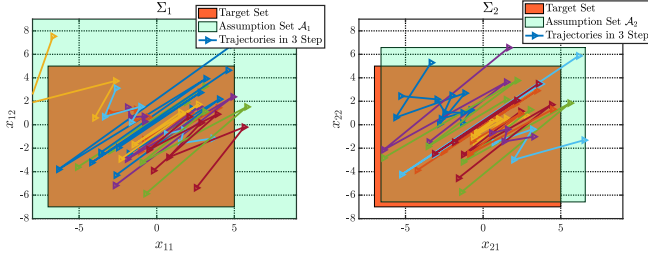 Σ₁
Target Set
Assumption Set 𝒜₁
Trajectories in 3 Step
8
6
4
2
0
-2
-4
-6
-8
x₁₂
-5
0
5
x₁₁
Σ₂
Target Set
Assumption Set 𝒜₂
Trajectories in 3 Step
8
6
4
2
0
-2
-4
-6
-8
x₂₂
-5
0
5
x₂₁